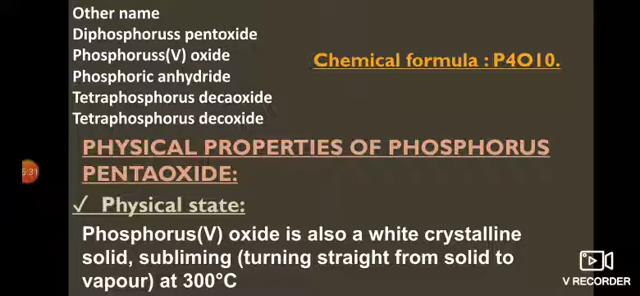 Other name
Diphosphoruss pentoxide
Phosphoruss(V) oxide
Phosphoric anhydride
Tetraphosphorus decaoxide
Tetraphosphorus decoxide
Chemical formula : P4O10.
PHYSICAL PROPERTIES OF PHOSPHORUS
PENTAOXIDE:
✓ Physical state:
Phosphorus(V) oxide is also a white crystalline
solid, subliming (turning straight from solid to
vapour) at 300°C
V RECORDER